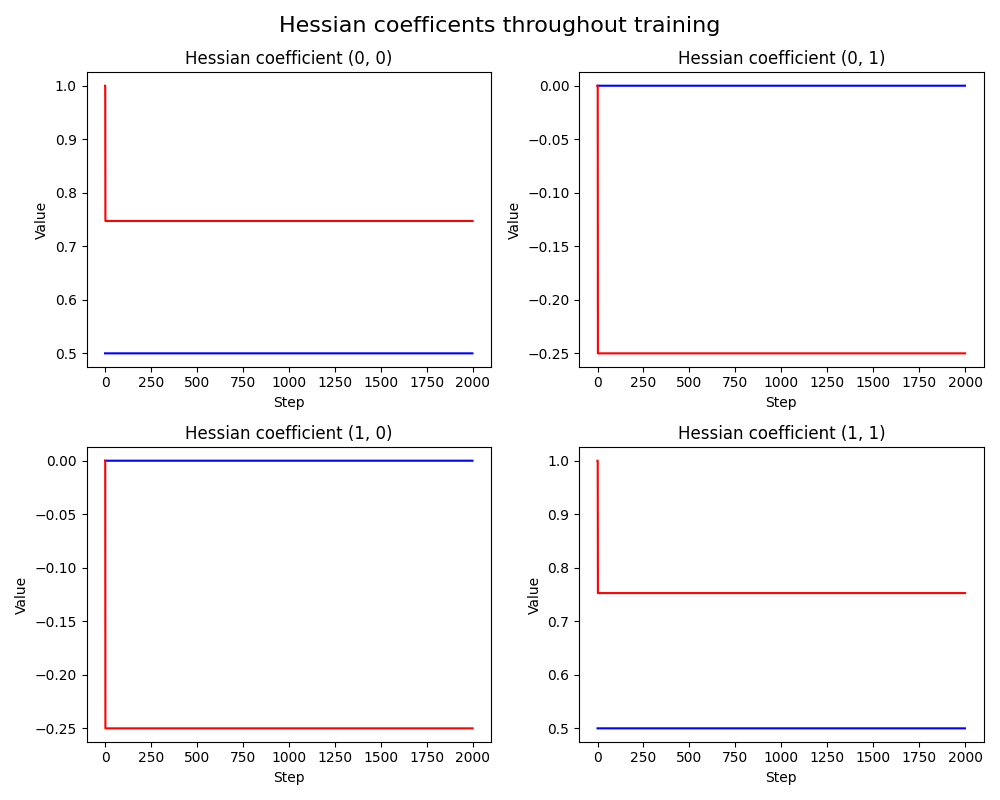 Hessian coefficents throughout training
Hessian coefficient (0, 0)
Value
1.0
0.9
0.8
0.7
0.6
0.5
0 250 500 750 1000 1250 1500 1750 2000
Step
Hessian coefficient (0, 1)
Value
0.00
−0.05
−0.10
−0.15
−0.20
−0.25
0 250 500 750 1000 1250 1500 1750 2000
Step
Hessian coefficient (1, 0)
Value
0.00
−0.05
−0.10
−0.15
−0.20
−0.25
0 250 500 750 1000 1250 1500 1750 2000
Step
Hessian coefficient (1, 1)
Value
1.0
0.9
0.8
0.7
0.6
0.5
0 250 500 750 1000 1250 1500 1750 2000
Step